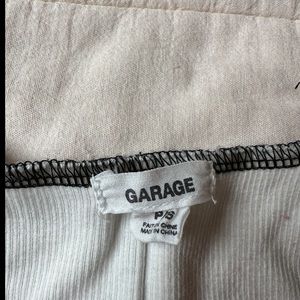 GARAGE
P/S
FAIT EN CHINE
MADE IN CHINA